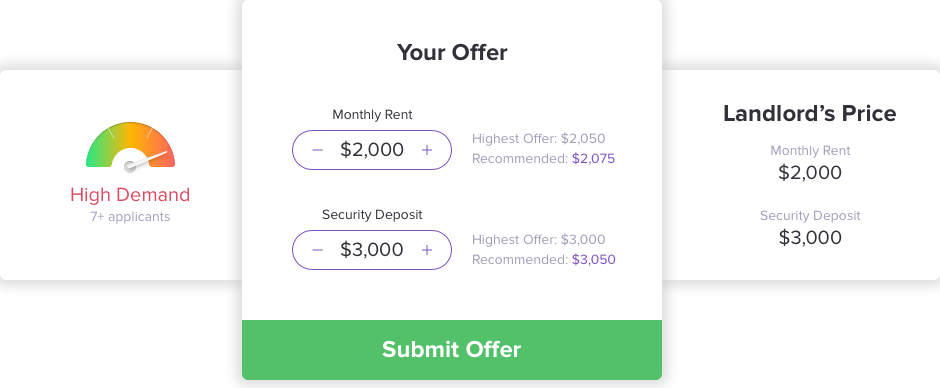 High Demand
7+ applicants
Your Offer
Monthly Rent
− $2,000 +
Highest Offer: $2,050
Recommended: $2,075
Security Deposit
− $3,000 +
Highest Offer: $3,000
Recommended: $3,050
Submit Offer
Landlord’s Price
Monthly Rent
$2,000
Security Deposit
$3,000